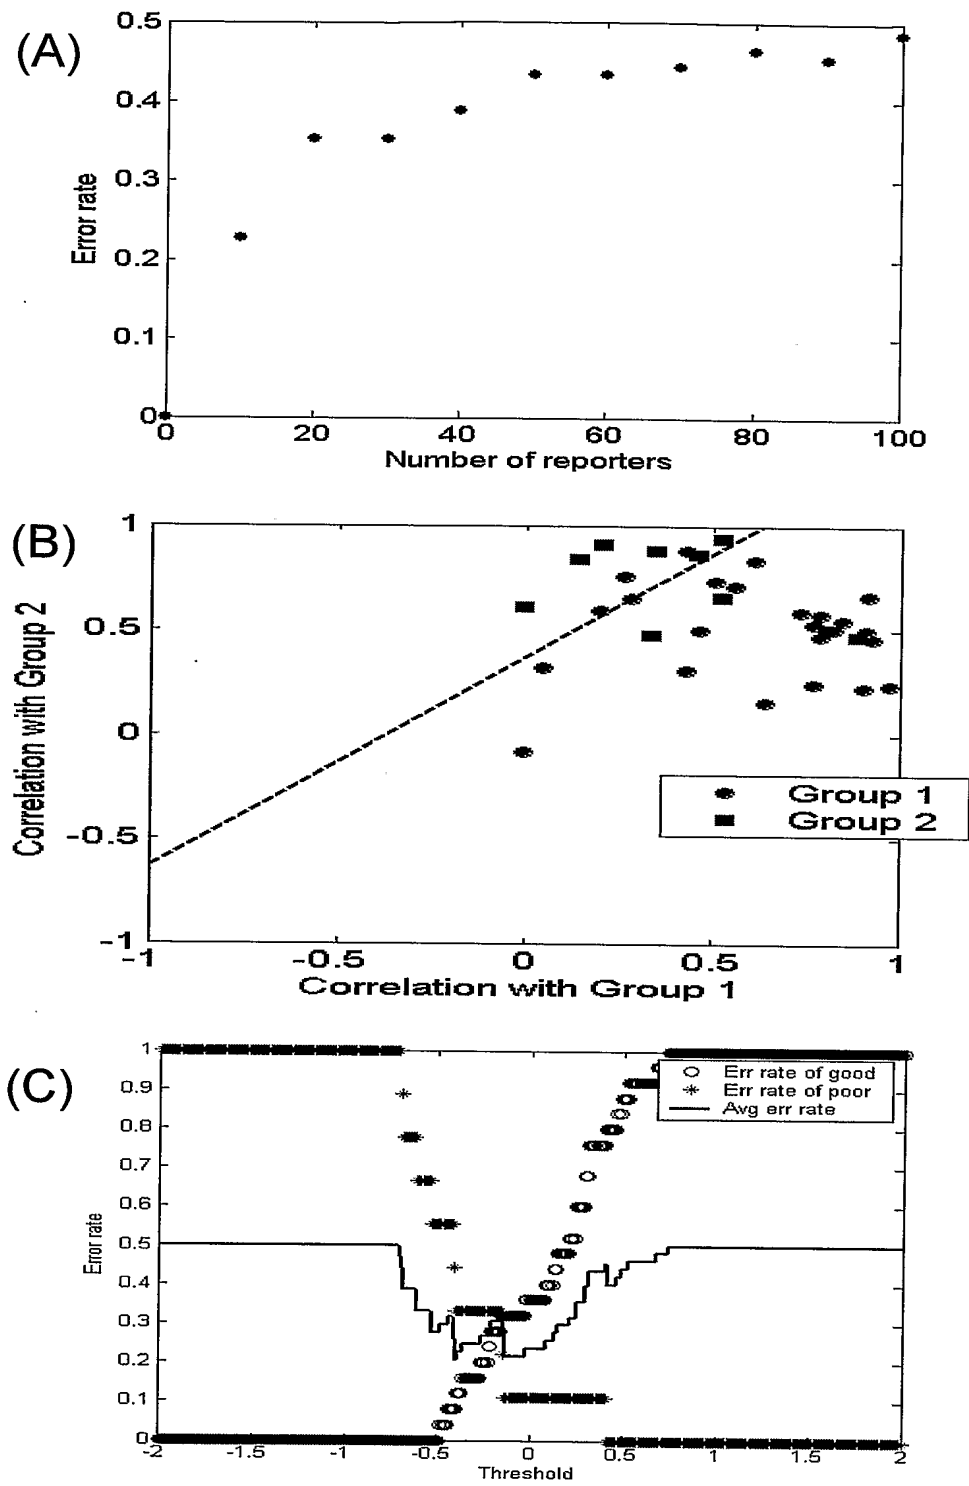 (A)
0.5
0.4
0.3
0.2
0.1
0
Error rate
0 20 40 60 80 100
Number of reporters
(B)
1
0.5
0
-0.5
-1
Correlation with Group 2
Group 1
Group 2
-1 -0.5 0 0.5 1
Correlation with Group 1
(C)
1
0.9
0.8
0.7
0.6
0.5
0.4
0.3
0.2
0.1
0
Error rate
Err rate of good
Err rate of poor
Avg err rate
-2 -1.5 -1 -0.5 0 0.5 1 1.5 2
Threshold